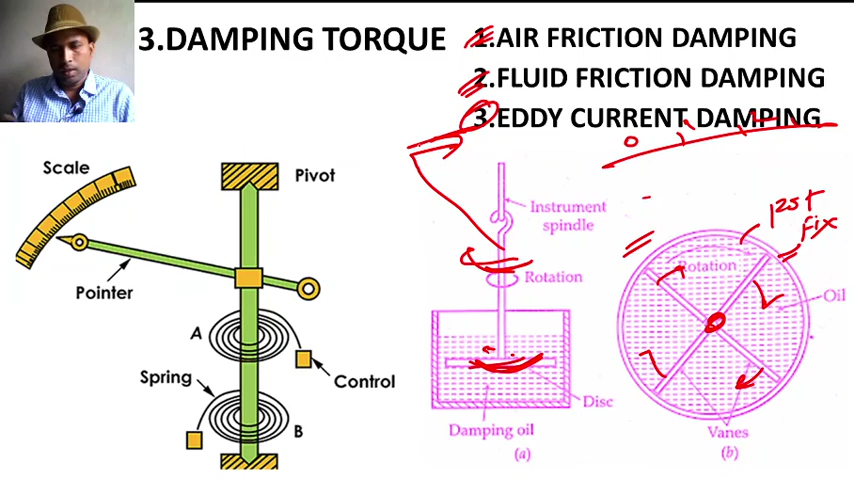 3.DAMPING TORQUE
1.AIR FRICTION DAMPING
2.FLUID FRICTION DAMPING
3.EDDY CURRENT DAMPING
Scale
Pivot
Pointer
A
Spring
Control
B
Instrument
spindle
Rotation
Disc
Damping oil
(a)
fix
Rotation
Oil
Vanes
(b)